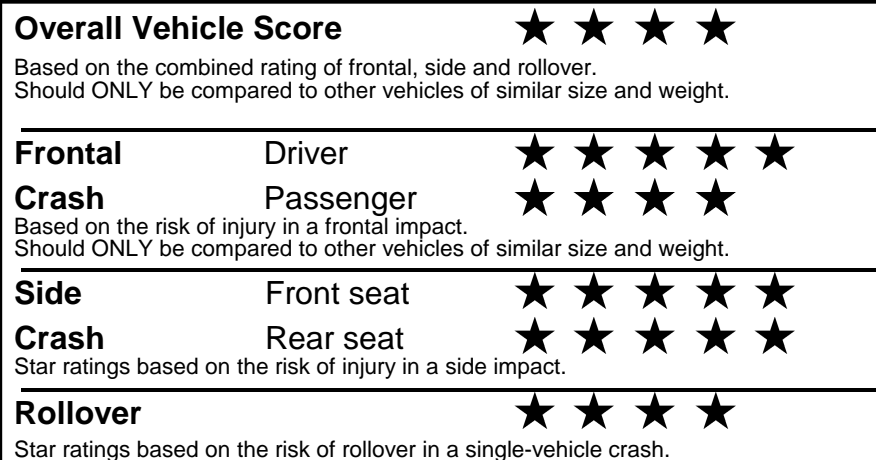 Overall Vehicle Score ★ ★ ★ ★
Based on the combined rating of frontal, side and rollover.
Should ONLY be compared to other vehicles of similar size and weight.
Frontal Driver ★ ★ ★ ★ ★
Crash Passenger ★ ★ ★ ★
Based on the risk of injury in a frontal impact.
Should ONLY be compared to other vehicles of similar size and weight.
Side Front seat ★ ★ ★ ★ ★
Crash Rear seat ★ ★ ★ ★ ★
Star ratings based on the risk of injury in a side impact.
Rollover ★ ★ ★ ★
Star ratings based on the risk of rollover in a single-vehicle crash.